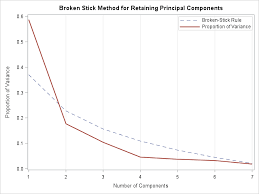 Broken Stick Method for Retaining Principal Components
Broken-Stick Rule
Proportion of Variance
Proportion of Variance
0.6
0.5
0.4
0.3
0.2
0.1
0.0
1 2 3 4 5 6 7
Number of Components